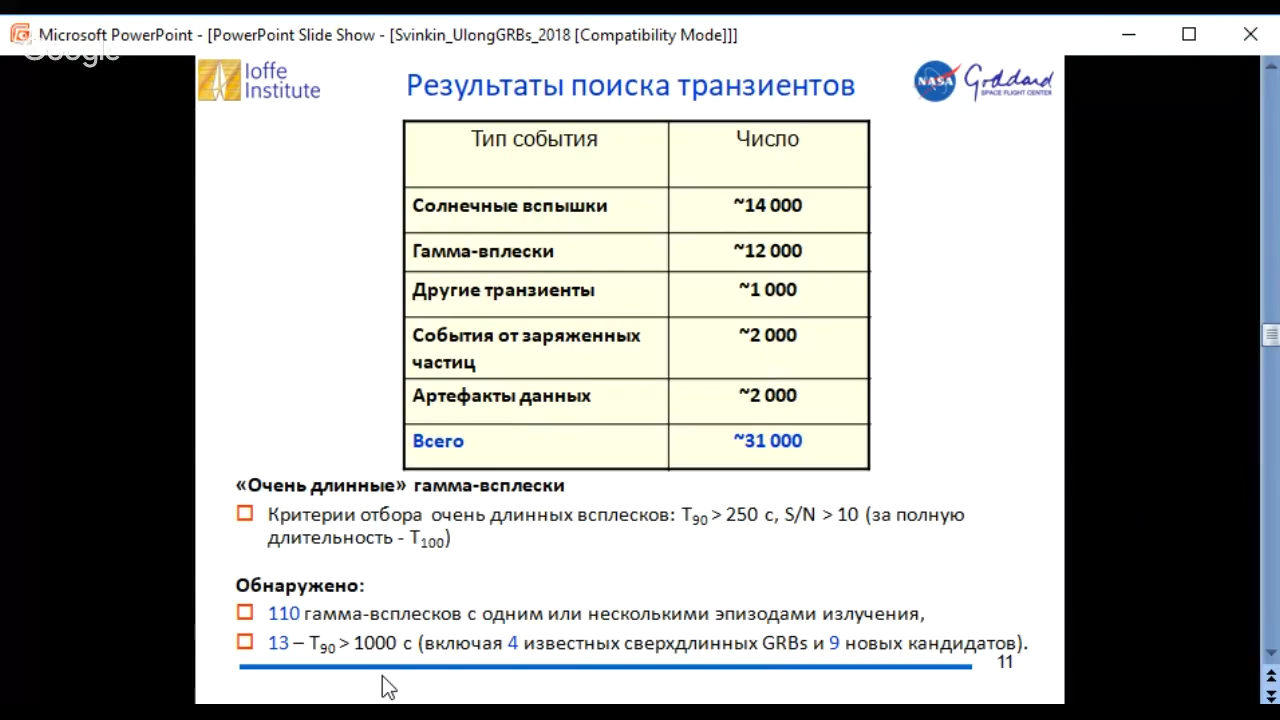 Microsoft PowerPoint - [PowerPoint Slide Show - [Svinkin_UlongGRBs_2018 [Compatibility Mode]]]
Google
Ioffe
Institute
Результаты поиска транзиентов
NASA
Goddard
SPACE FLIGHT CENTER
Тип события Число
Солнечные вспышки ~14 000
Гамма-вплески ~12 000
Другие транзиенты ~1 000
События от заряженных ~2 000
частиц
Артефакты данных ~2 000
Всего ~31 000
«Очень длинные» гамма-всплески
Критерии отбора очень длинных всплесков: T90 > 250 с, S/N > 10 (за полную
длительность - T100)
Обнаружено:
110 гамма-всплесков с одним или несколькими эпизодами излучения,
13 – T90 > 1000 с (включая 4 известных сверхдлинных GRBs и 9 новых кандидатов).
11